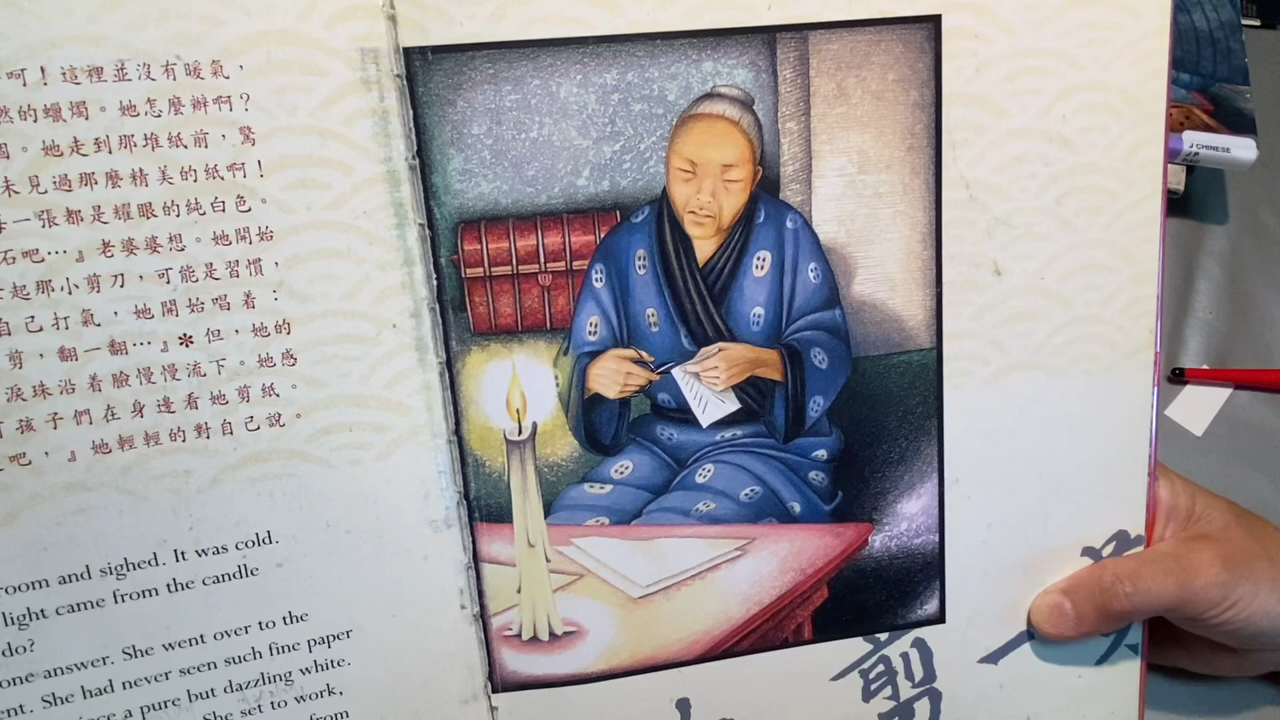 呵！這裡並沒有暖氣，
然的蠟燭。她怎麼辦啊？
。她走到那堆紙前，驚
未見過那麼精美的紙啊！
每一張都是耀眼的純白色。
石吧…』老婆婆想。她開始
起那小剪刀，可能是習慣，
自己打氣，她開始唱着：
剪，翻一翻…』* 但，她的
淚珠沿着臉慢慢流下。她感
孩子們在身邊看她剪紙。
吧，』她輕輕的對自己說。
room and sighed. It was cold.
light came from the candle
do?
one answer. She went over to the
ent. She had never seen such fine paper
a pure but dazzling white.
She set to work,
from
剪一
J CHINESE